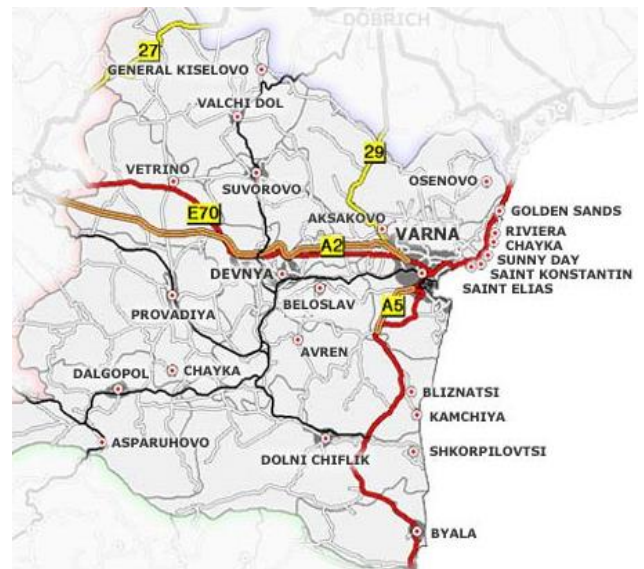 DOBRICH
27
GENERAL KISELOVO
VALCHI DOL
29
VETRINO
SUVOROVO
OSENOVO
E70
AKSAKOVO
GOLDEN SANDS
RIVIERA
VARNA
CHAYKA
A2
SUNNY DAY
DEVNYA
SAINT KONSTANTIN
SAINT ELIAS
BELOSLAV
A5
PROVADIYA
AVREN
CHAYKA
DALGOPOL
BLIZNATSI
KAMCHIYA
ASPARUHOVO
DOLNI CHIFLIK
SHKORPILOVTSI
BYALA